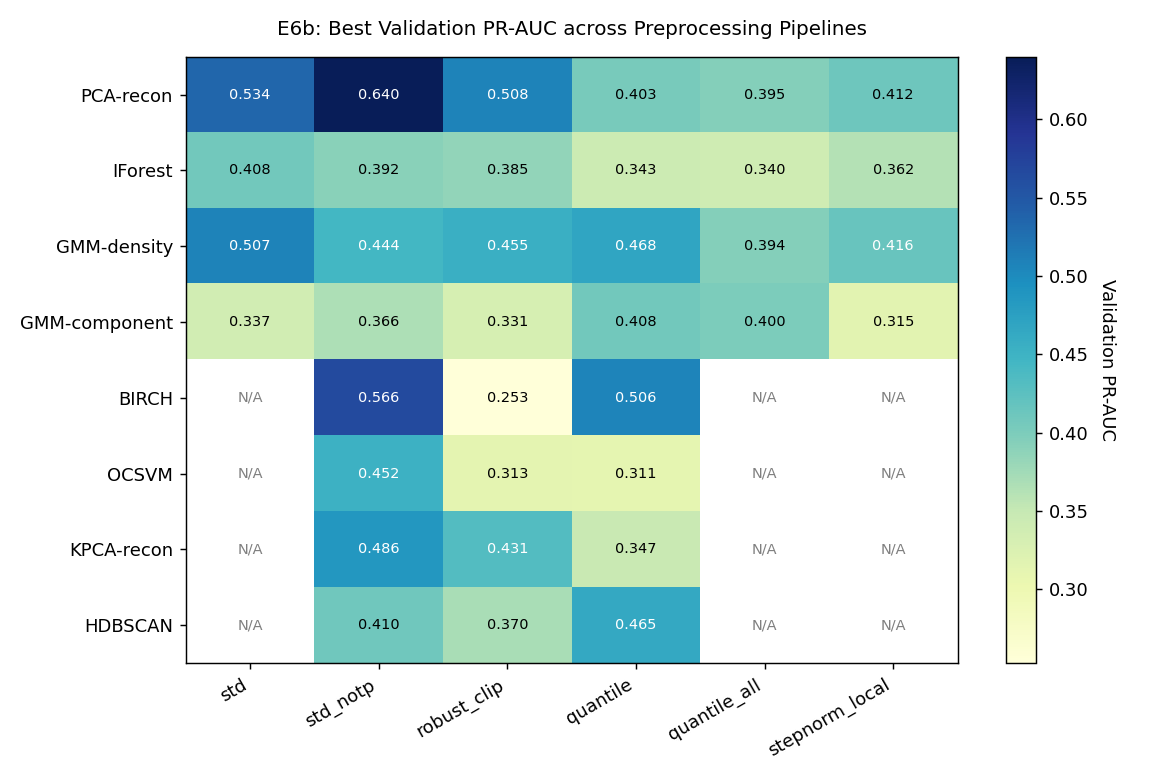 E6b: Best Validation PR-AUC across Preprocessing Pipelines
PCA-recon 0.534 0.640 0.508 0.403 0.395 0.412
IForest 0.408 0.392 0.385 0.343 0.340 0.362
GMM-density 0.507 0.444 0.455 0.468 0.394 0.416
GMM-component 0.337 0.366 0.331 0.408 0.400 0.315
BIRCH N/A 0.566 0.253 0.506 N/A N/A
OCSVM N/A 0.452 0.313 0.311 N/A N/A
KPCA-recon N/A 0.486 0.431 0.347 N/A N/A
HDBSCAN N/A 0.410 0.370 0.465 N/A N/A
std std_notp robust_clip quantile quantile_all stepnorm_local
0.60
0.55
0.50
0.45
0.40
0.35
0.30
Validation PR-AUC